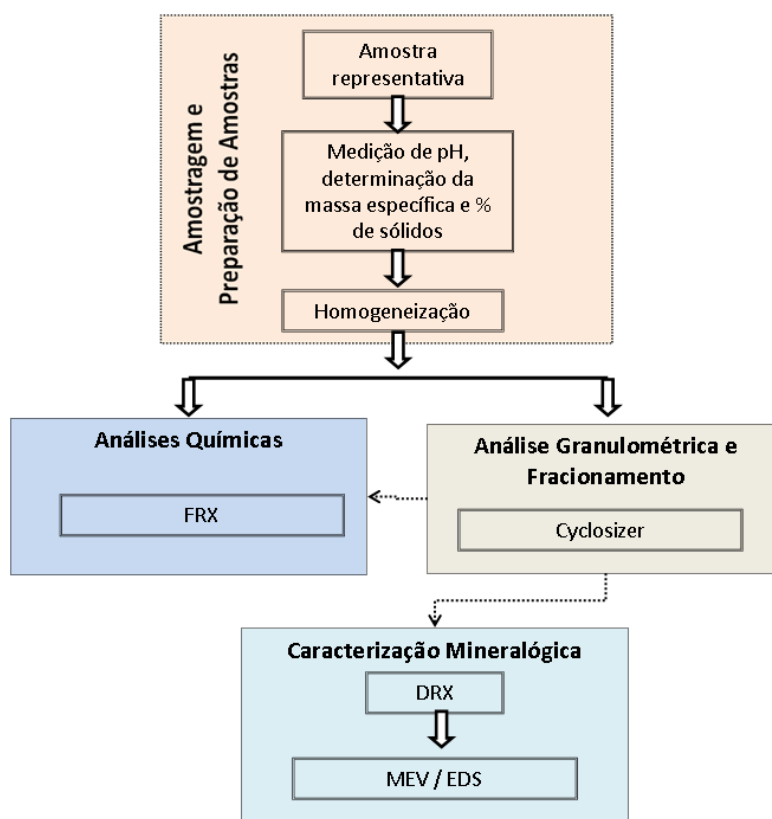 Amostragem e
Preparação de Amostras
Amostra
representativa
Medição de pH,
determinação da
massa específica e %
de sólidos
Homogeneização
Análises Químicas
FRX
Análise Granulométrica e
Fracionamento
Cyclosizer
Caracterização Mineralógica
DRX
MEV / EDS